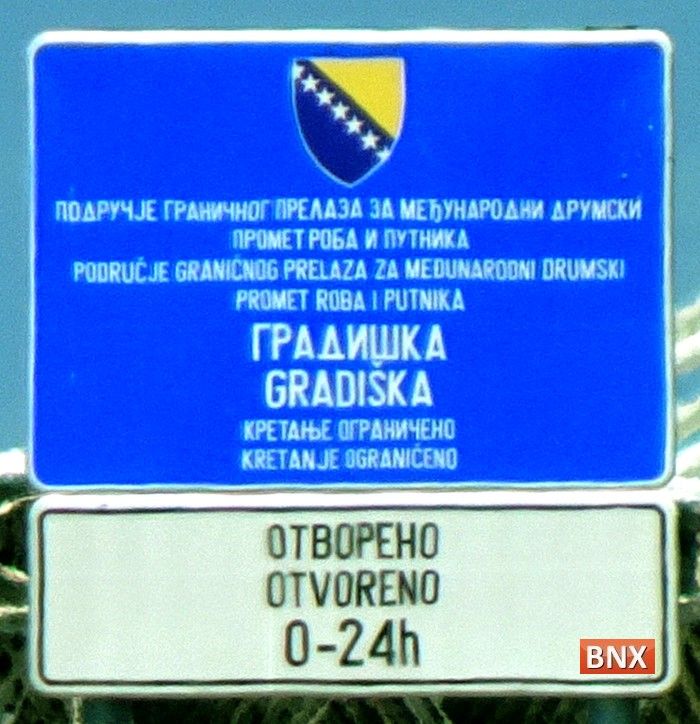 ПОДРУЧЈЕ ГРАНИЧНОГ ПРЕЛАЗА ЗА МЕЂУНАРОДНИ ДРУМСКИ
ПРОМЕТ РОБА И ПУТНИКА
PODRUČJE GRANIČNOG PRELAZA ZA MEĐUNARODNI DRUMSKI
PROMET ROBA I PUTNIKA
ГРАДИШКА
GRADIŠKA
КРЕТАЊЕ ОГРАНИЧЕНО
KRETANJE OGRANIČENO
ОТВОРЕНО
OTVORENO
0-24h
BNX